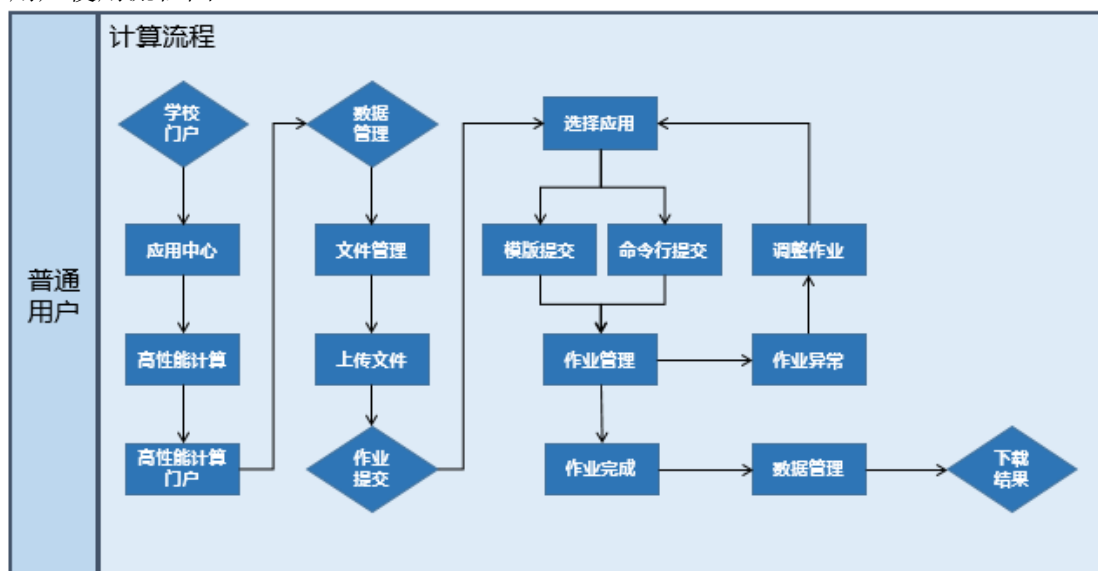 计算流程
普通
用户
学校
门户
应用中心
高性能计算
高性能计算
门户
数据
管理
文件管理
上传文件
作业
提交
选择应用
模版提交
命令行提交
作业管理
作业完成
调整作业
作业异常
数据管理
下载
结果